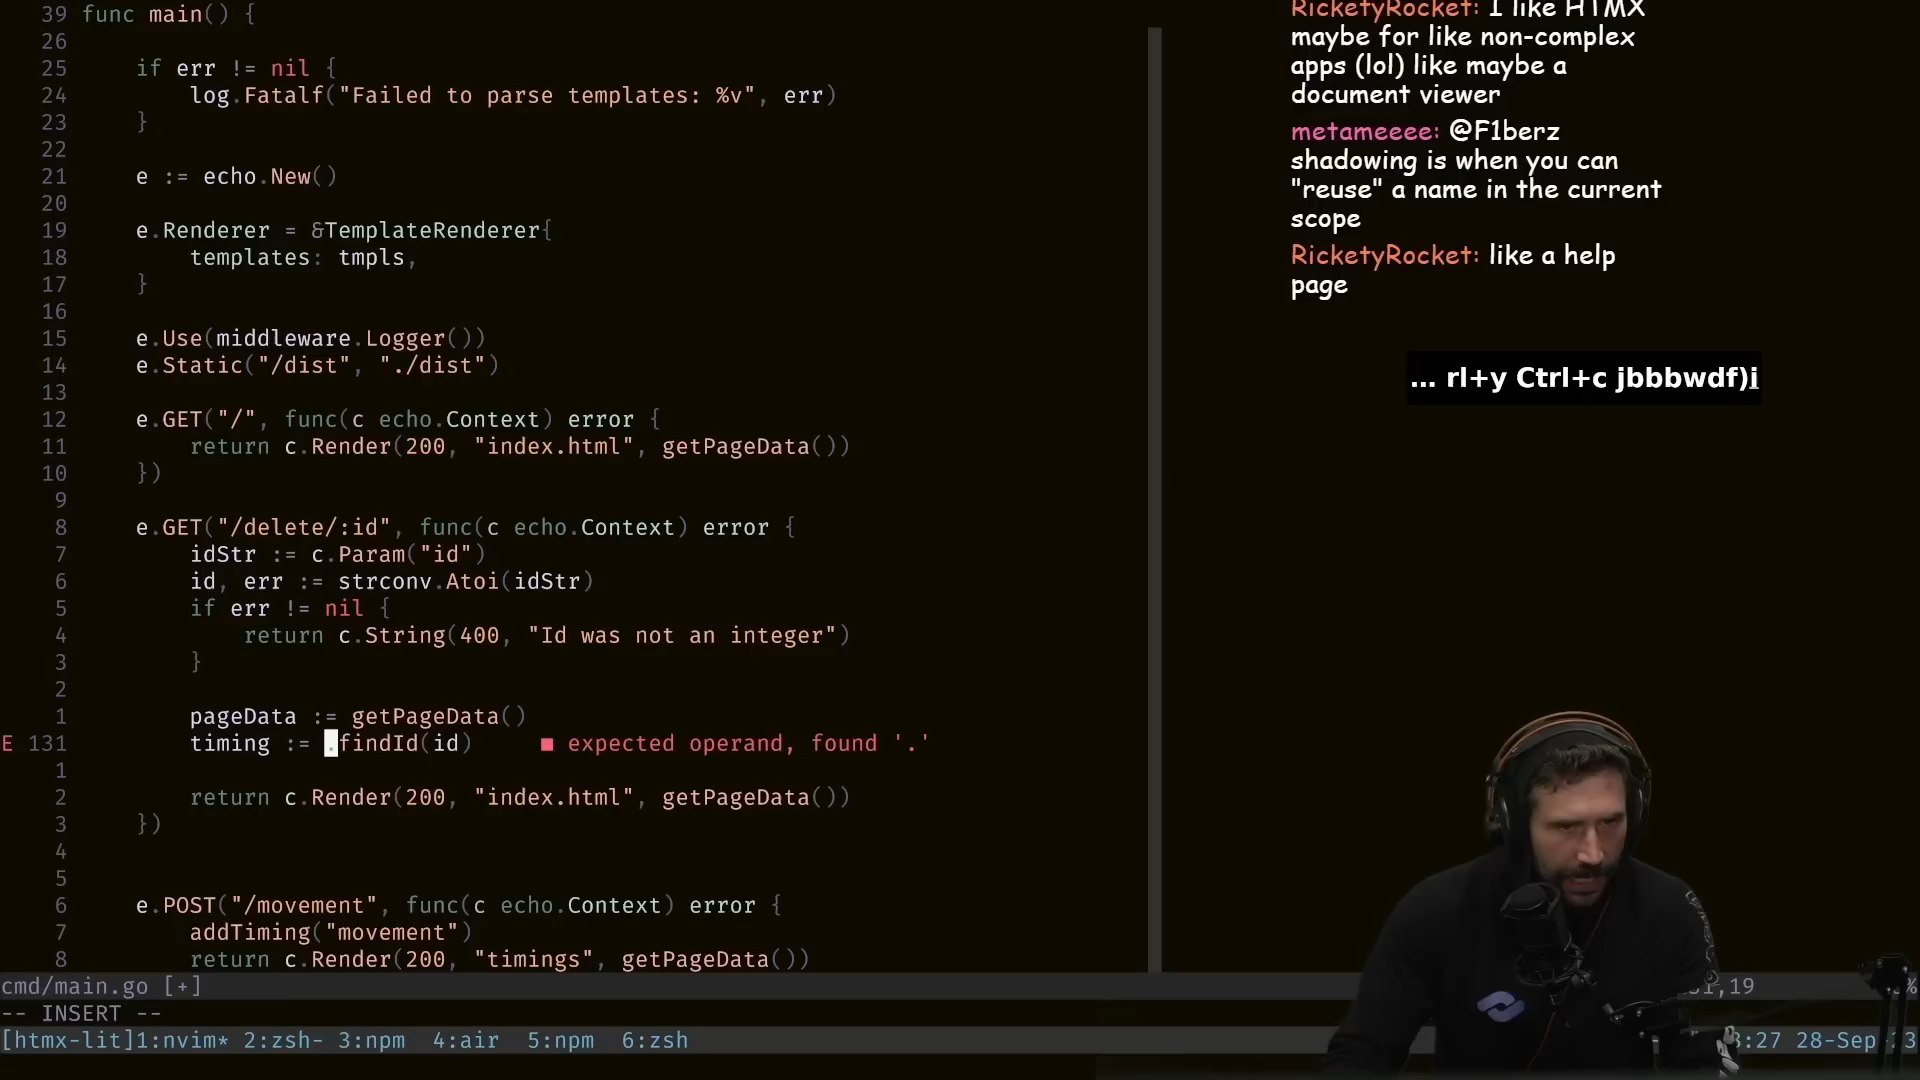 39 func main() {
26
25 if err != nil {
24 log.Fatalf("Failed to parse templates: %v", err)
23 }
22
21 e := echo.New()
20
19 e.Renderer = &TemplateRenderer{
18 templates: tmpls,
17 }
16
15 e.Use(middleware.Logger())
14 e.Static("/dist", "./dist")
13
12 e.GET("/", func(c echo.Context) error {
11 return c.Render(200, "index.html", getPageData())
10 })
9
8 e.GET("/delete/:id", func(c echo.Context) error {
7 idStr := c.Param("id")
6 id, err := strconv.Atoi(idStr)
5 if err != nil {
4 return c.String(400, "Id was not an integer")
3 }
2
1 pageData := getPageData()
E 131 timing := .findId(id) ■ expected operand, found '.'
1
2 return c.Render(200, "index.html", getPageData())
3 })
4
5
6 e.POST("/movement", func(c echo.Context) error {
7 addTiming("movement")
8 return c.Render(200, "timings", getPageData())
cmd/main.go [+]
-- INSERT --
[htmx-lit]1:nvim* 2:zsh- 3:npm 4:air 5:npm 6:zsh
RicketyRocket: I like HTMX
maybe for like non-complex
apps (lol) like maybe a
document viewer
metameeee: @F1berz
shadowing is when you can
"reuse" a name in the current
scope
RicketyRocket: like a help
page
... rl+y Ctrl+c jbbbwdf)i
,19
:27 28-Sep